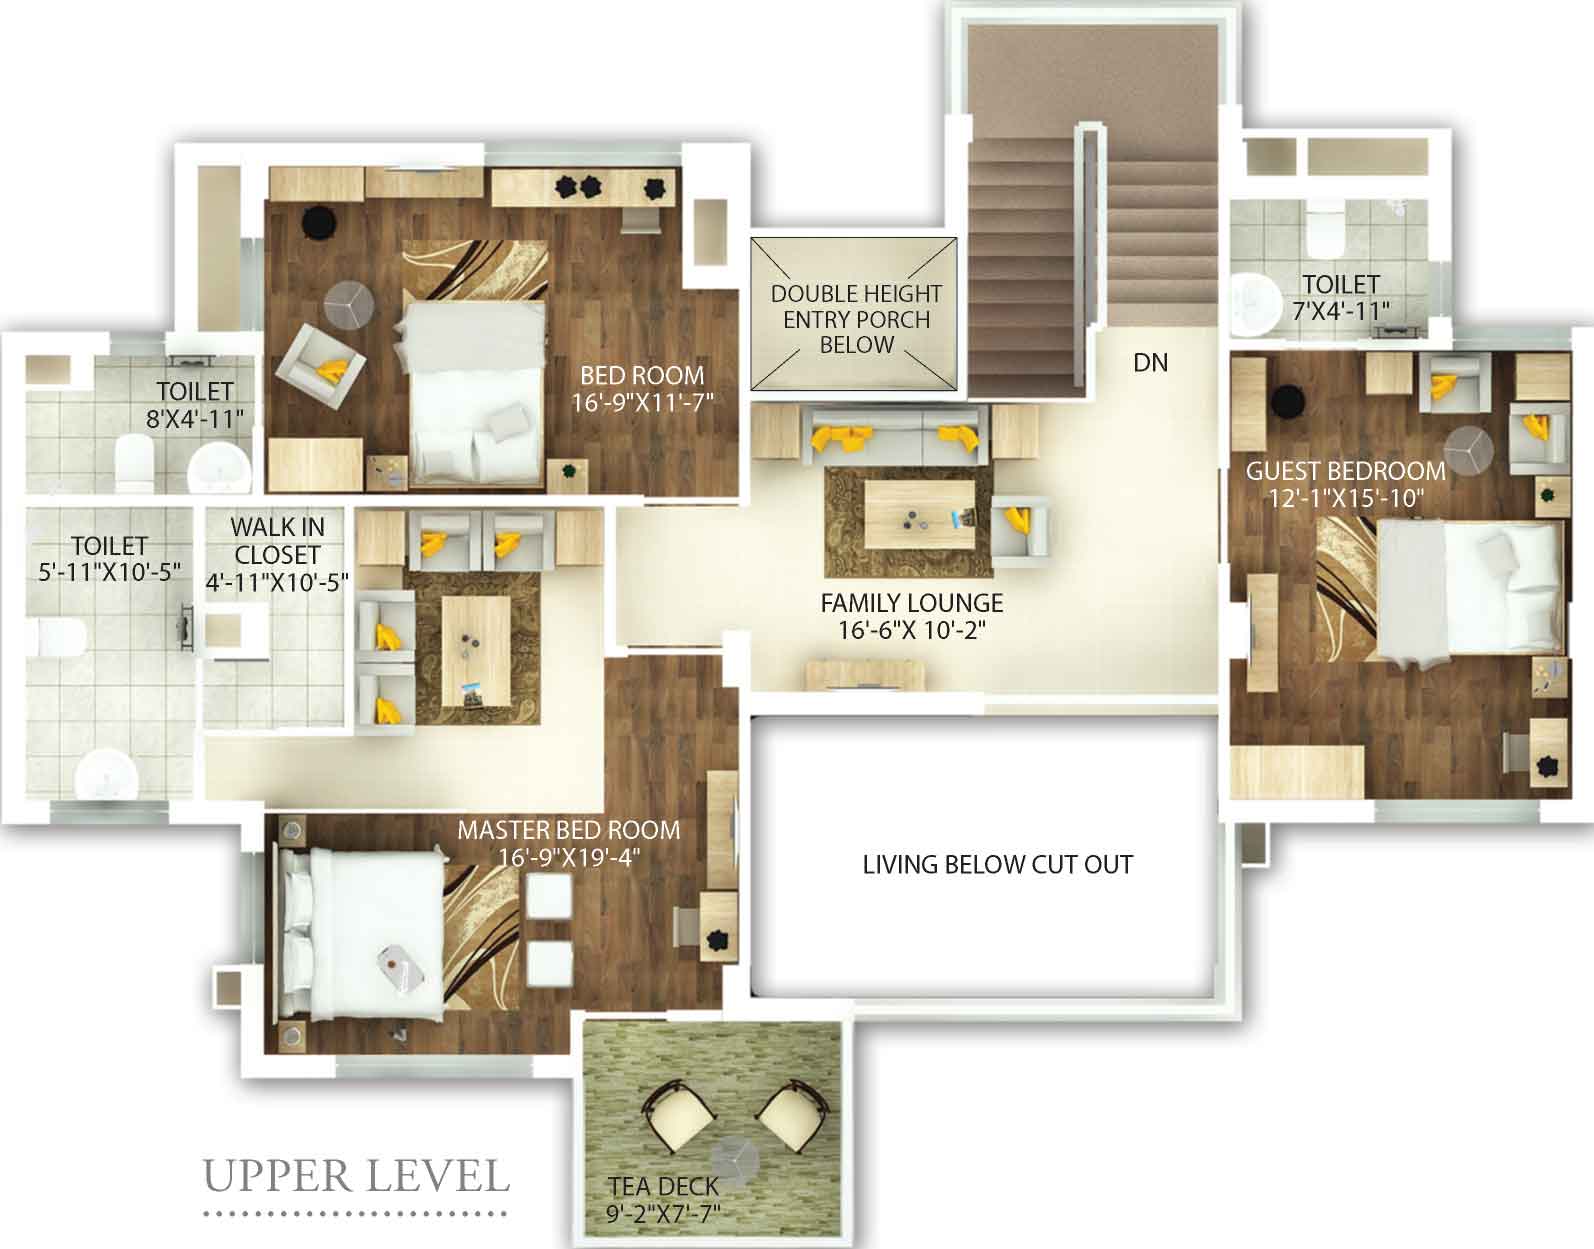 DOUBLE HEIGHT
ENTRY PORCH
BELOW
TOILET
7'X4'-11"
DN
BED ROOM
16'-9"X11'-7"
TOILET
8'X4'-11"
GUEST BEDROOM
12'-1"X15'-10"
WALK IN
CLOSET
4'-11"X10'-5"
TOILET
5'-11"X10'-5"
FAMILY LOUNGE
16'-6"X 10'-2"
MASTER BED ROOM
16'-9"X19'-4"
LIVING BELOW CUT OUT
TEA DECK
9'-2"X7'-7"
UPPER LEVEL